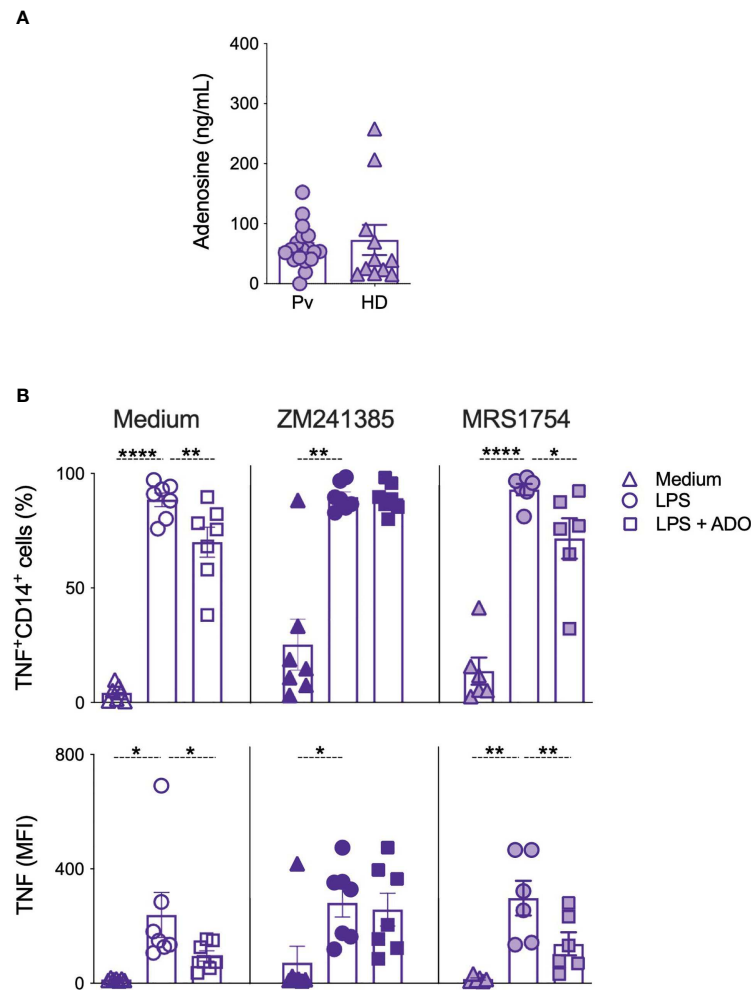 A
400
300
200
100
0
Adenosine (ng/mL)
Pv HD
B
Medium ZM241385 MRS1754
**** ** ** **** *
100
50
0
TNF+CD14+ cells (%)
Medium
LPS
LPS + ADO
* * * ** **
800
400
0
TNF (MFI)